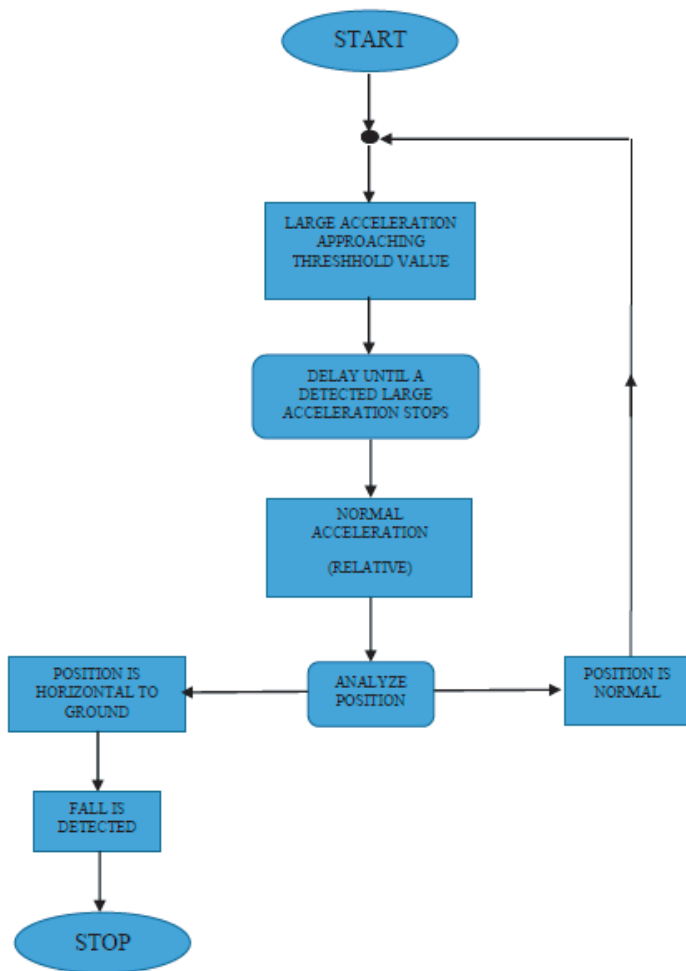 START
LARGE ACCELERATION
APPROACHING
THRESHHOLD VALUE
DELAY UNTIL A
DETECTED LARGE
ACCELERATION STOPS
NORMAL
ACCELERATION
(RELATIVE)
ANALYZE
POSITION
POSITION IS
HORIZONTAL TO
GROUND
POSITION IS
NORMAL
FALL IS
DETECTED
STOP